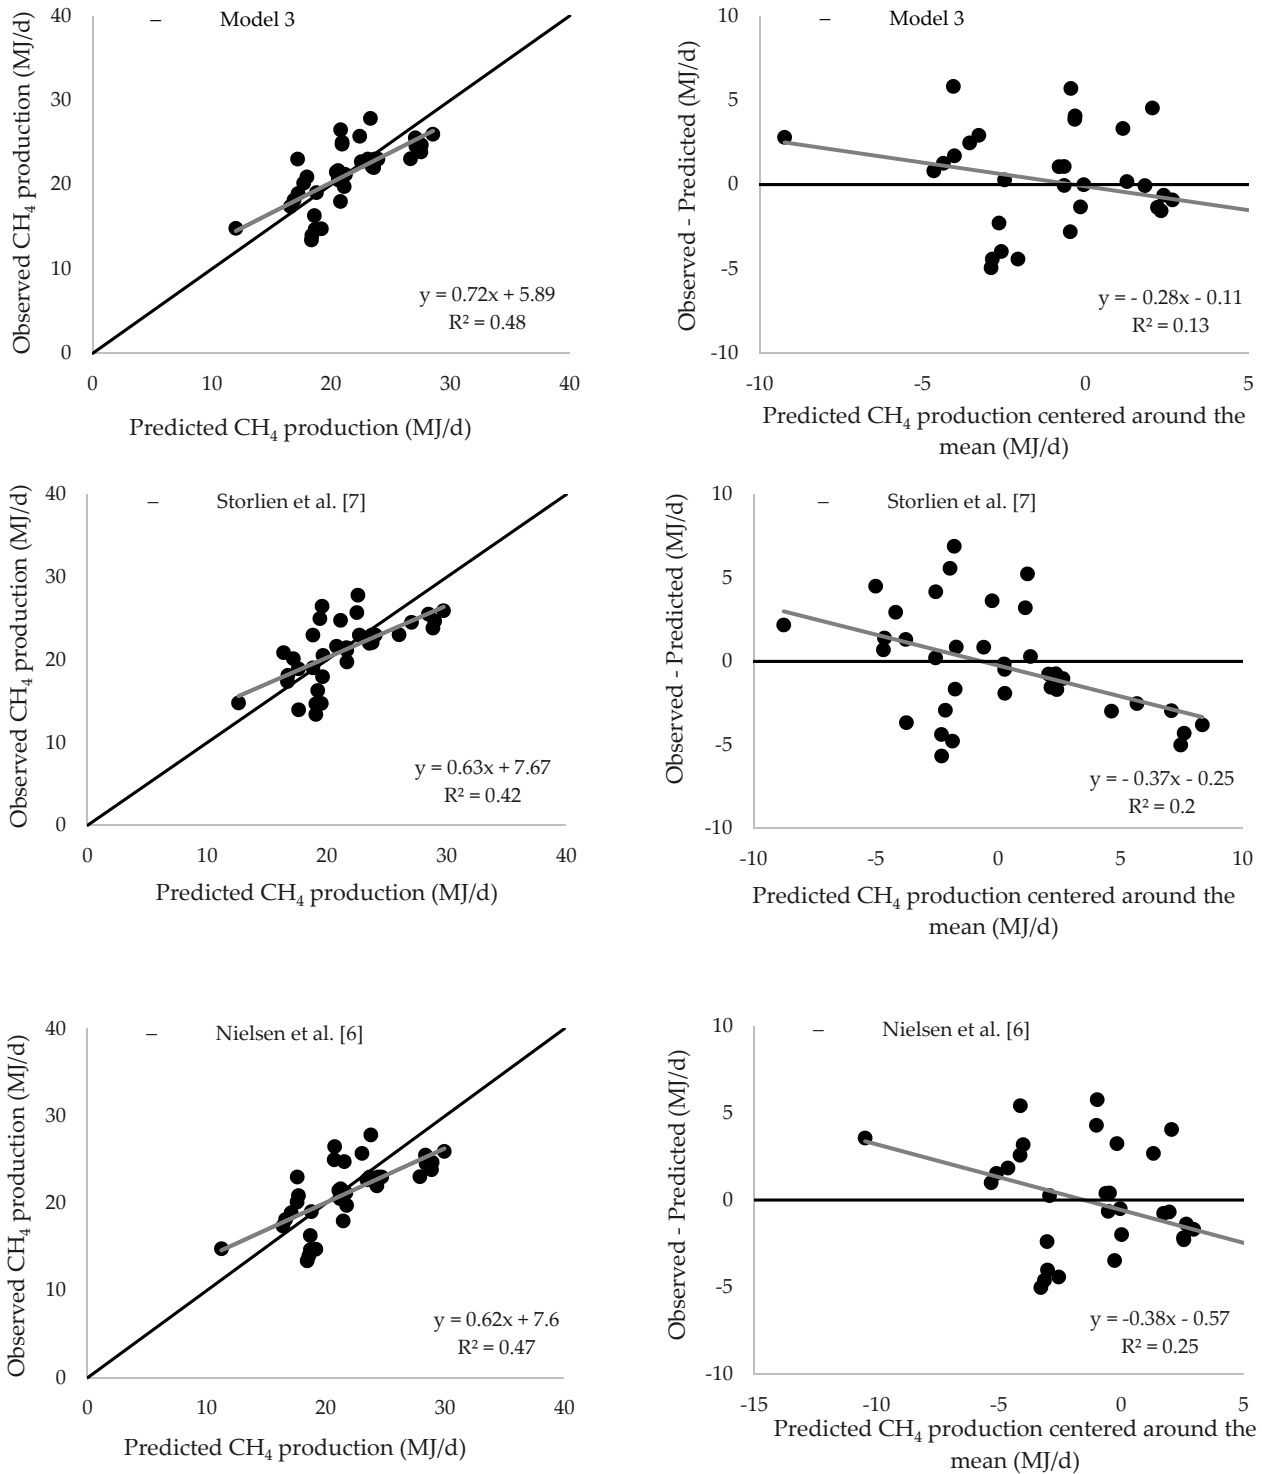 – Model 3
Observed CH₄ production (MJ/d)
40
30
20
10
0
y = 0.72x + 5.89
R² = 0.48
0 10 20 30 40
Predicted CH₄ production (MJ/d)
– Model 3
Observed - Predicted (MJ/d)
10
5
0
-5
-10
y = - 0.28x - 0.11
R² = 0.13
-10 -5 0 5
Predicted CH₄ production centered around the
mean (MJ/d)
– Storlien et al. [7]
Observed CH₄ production (MJ/d)
40
30
20
10
0
y = 0.63x + 7.67
R² = 0.42
0 10 20 30 40
Predicted CH₄ production (MJ/d)
– Storlien et al. [7]
Observed - Predicted (MJ/d)
10
5
0
-5
-10
y = - 0.37x - 0.25
R² = 0.2
-10 -5 0 5 10
Predicted CH₄ production centered around the
mean (MJ/d)
– Nielsen et al. [6]
Observed CH₄ production (MJ/d)
40
30
20
10
0
y = 0.62x + 7.6
R² = 0.47
0 10 20 30 40
Predicted CH₄ production (MJ/d)
– Nielsen et al. [6]
Observed - Predicted (MJ/d)
10
5
0
-5
-10
y = -0.38x - 0.57
R² = 0.25
-15 -10 -5 0 5
Predicted CH₄ production centered around the
mean (MJ/d)